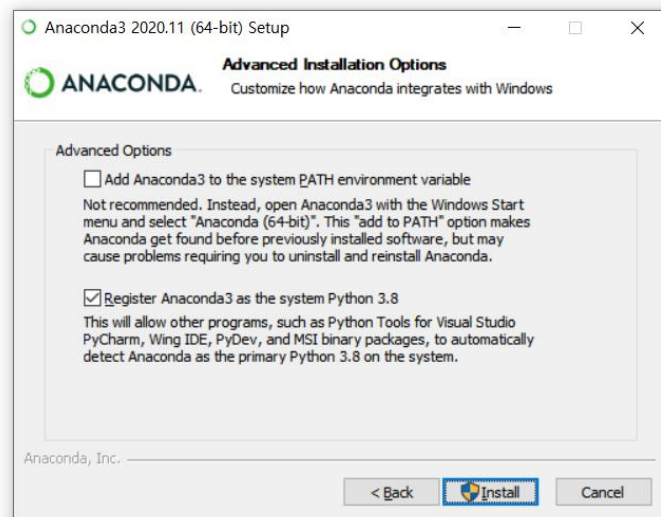 Anaconda3 2020.11 (64-bit) Setup
ANACONDA.
Advanced Installation Options
Customize how Anaconda integrates with Windows
Advanced Options
Add Anaconda3 to the system PATH environment variable
Not recommended. Instead, open Anaconda3 with the Windows Start
menu and select "Anaconda (64-bit)". This "add to PATH" option makes
Anaconda get found before previously installed software, but may
cause problems requiring you to uninstall and reinstall Anaconda.
Register Anaconda3 as the system Python 3.8
This will allow other programs, such as Python Tools for Visual Studio
PyCharm, Wing IDE, PyDev, and MSI binary packages, to automatically
detect Anaconda as the primary Python 3.8 on the system.
Anaconda, Inc.
< Back
Install
Cancel